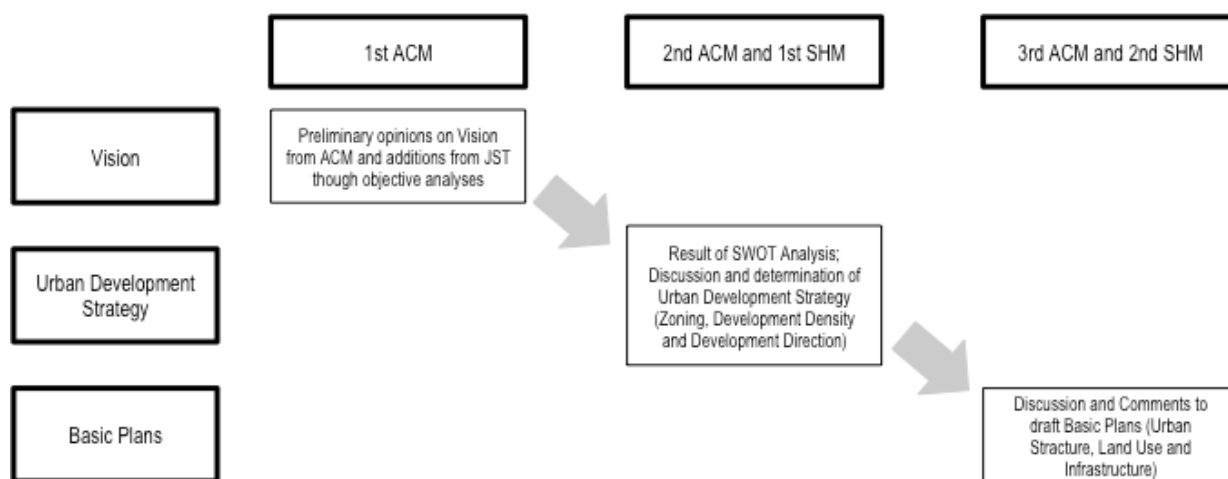 1st ACM
2nd ACM and 1st SHM
3rd ACM and 2nd SHM
Vision
Preliminary opinions on Vision
from ACM and additions from JST
though objective analyses
Urban Development
Strategy
Result of SWOT Analysis;
Discussion and determination of
Urban Development Strategy
(Zoning, Development Density
and Development Direction)
Basic Plans
Discussion and Comments to
draft Basic Plans (Urban
Stracture, Land Use and
Infrastructure)